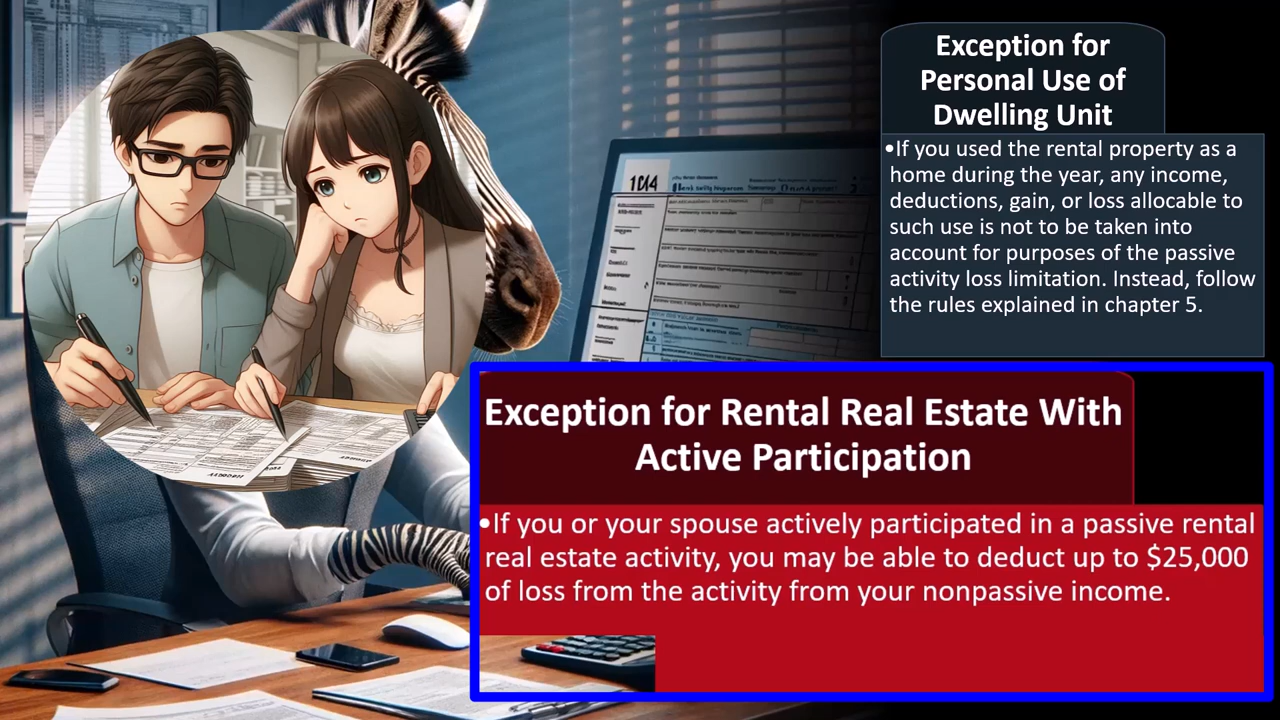 Exception for
Personal Use of
Dwelling Unit
•If you used the rental property as a
home during the year, any income,
deductions, gain, or loss allocable to
such use is not to be taken into
account for purposes of the passive
activity loss limitation. Instead, follow
the rules explained in chapter 5.
Exception for Rental Real Estate With
Active Participation
•If you or your spouse actively participated in a passive rental
real estate activity, you may be able to deduct up to $25,000
of loss from the activity from your nonpassive income.